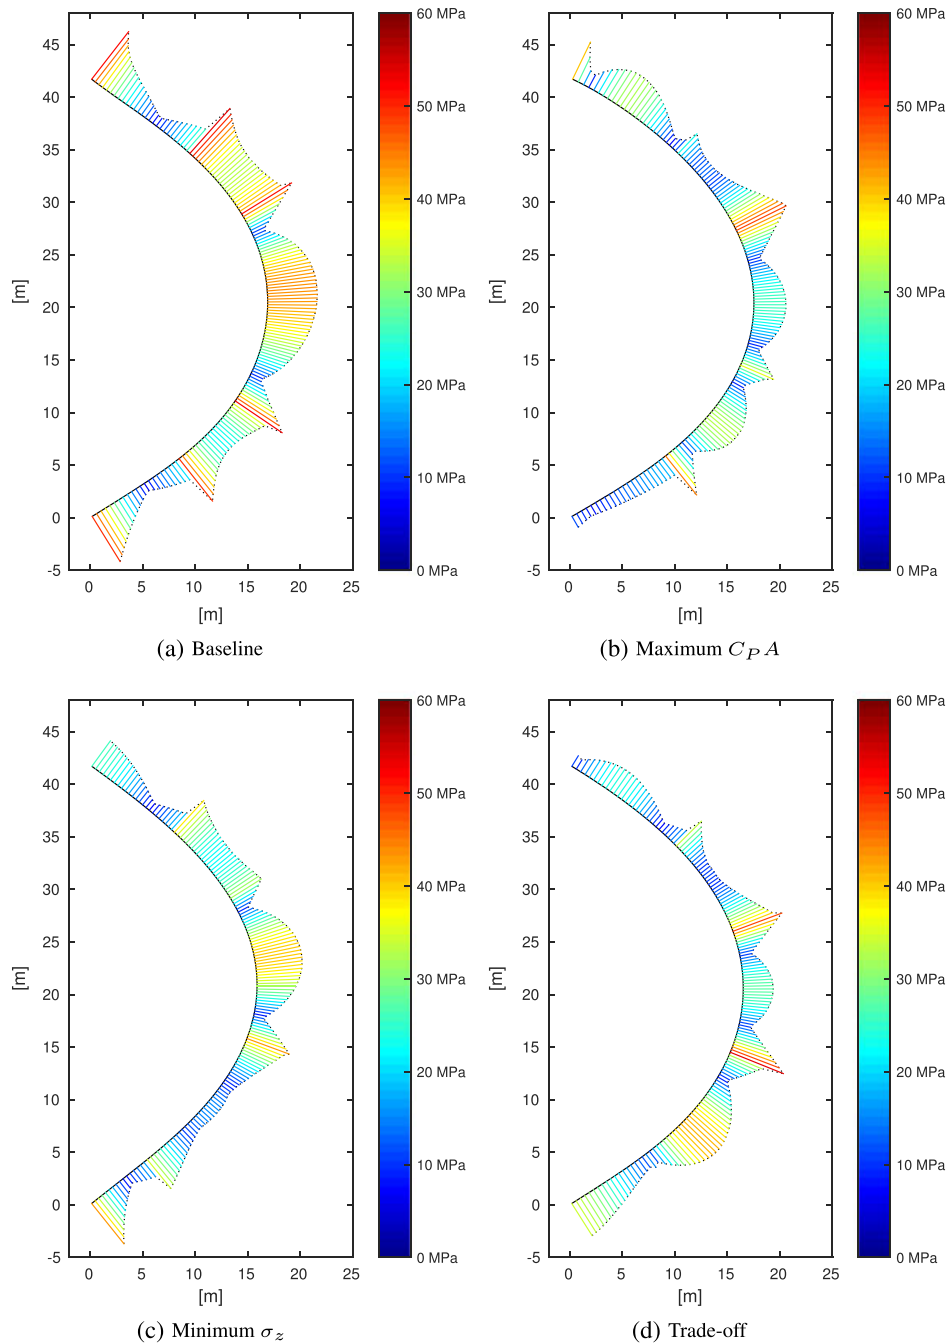 60 MPa
60 MPa
45
45
40
40
50 MPa
50 MPa
35
35
40 MPa
40 MPa
30
30
25
25
[m]
30 MPa
[m]
30 MPa
20
20
15
15
20 MPa
20 MPa
10
10
5
5
10 MPa
10 MPa
0
0
-5
0 MPa
-5
0 MPa
0 5 10 15 20 25
0 5 10 15 20 25
[m]
[m]
(a) Baseline
(b) Maximum C_P A
60 MPa
60 MPa
45
45
40
40
50 MPa
50 MPa
35
35
40 MPa
40 MPa
30
30
25
25
[m]
30 MPa
[m]
30 MPa
20
20
15
15
20 MPa
20 MPa
10
10
5
5
10 MPa
10 MPa
0
0
-5
0 MPa
-5
0 MPa
0 5 10 15 20 25
0 5 10 15 20 25
[m]
[m]
(c) Minimum σ_z
(d) Trade-off